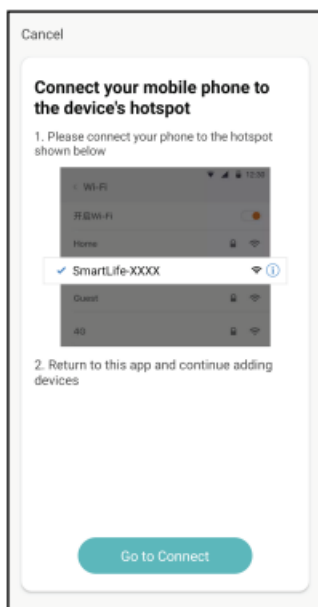 Cancel
Connect your mobile phone to
the device's hotspot
1. Please connect your phone to the hotspot
shown below
12:30
Wi-Fi
开启Wi-Fi
Home
SmartLife-XXXX
Guest
4G
2. Return to this app and continue adding
devices
Go to Connect